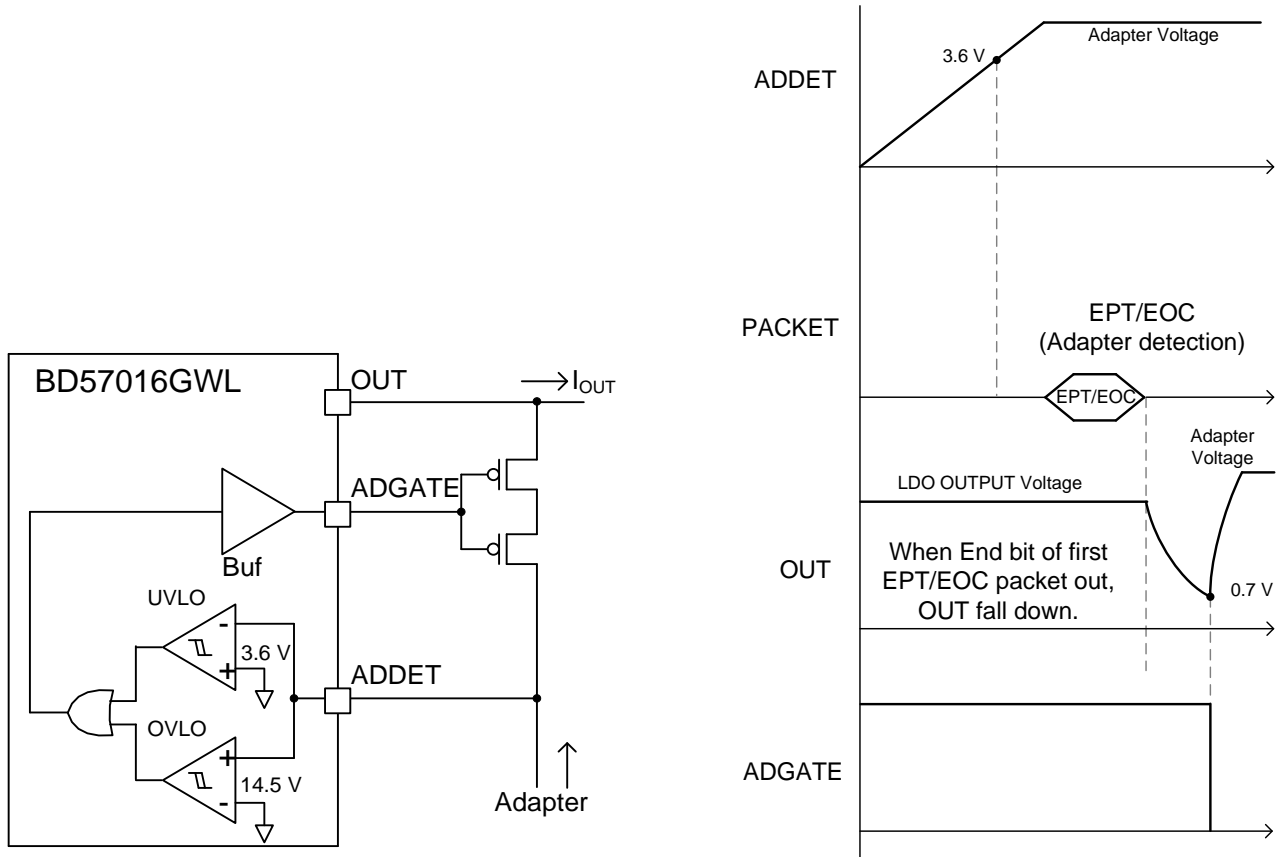 BD57016GWL
OUT
IOUT
ADGATE
Buf
UVLO
-
3.6 V
+
ADDET
OVLO
+
14.5 V
-
Adapter
ADDET
3.6 V
Adapter Voltage
PACKET
EPT/EOC
(Adapter detection)
EPT/EOC
OUT
LDO OUTPUT Voltage
Adapter
Voltage
When End bit of first
EPT/EOC packet out,
OUT fall down.
0.7 V
ADGATE